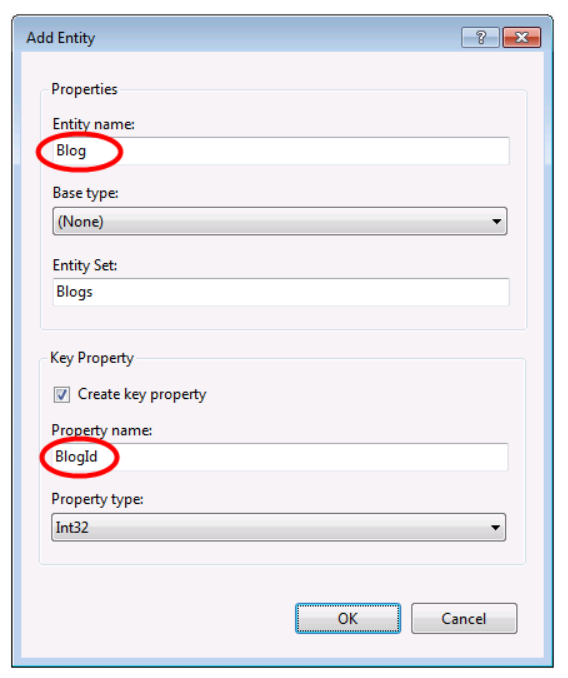 Add Entity
?
Properties
Entity name:
Blog
Base type:
(None)
Entity Set:
Blogs
Key Property
Create key property
Property name:
BlogId
Property type:
Int32
OK Cancel